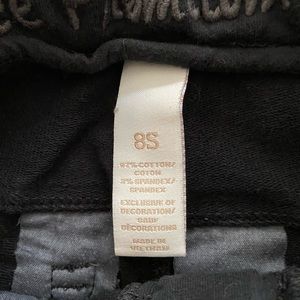 8S
97% COTTON/
COTON
3% SPANDEX/
SPANDEX
EXCLUSIVE OF
DECORATION/
SAUF
DÉCORATIONS
MADE IN
VIETNAM